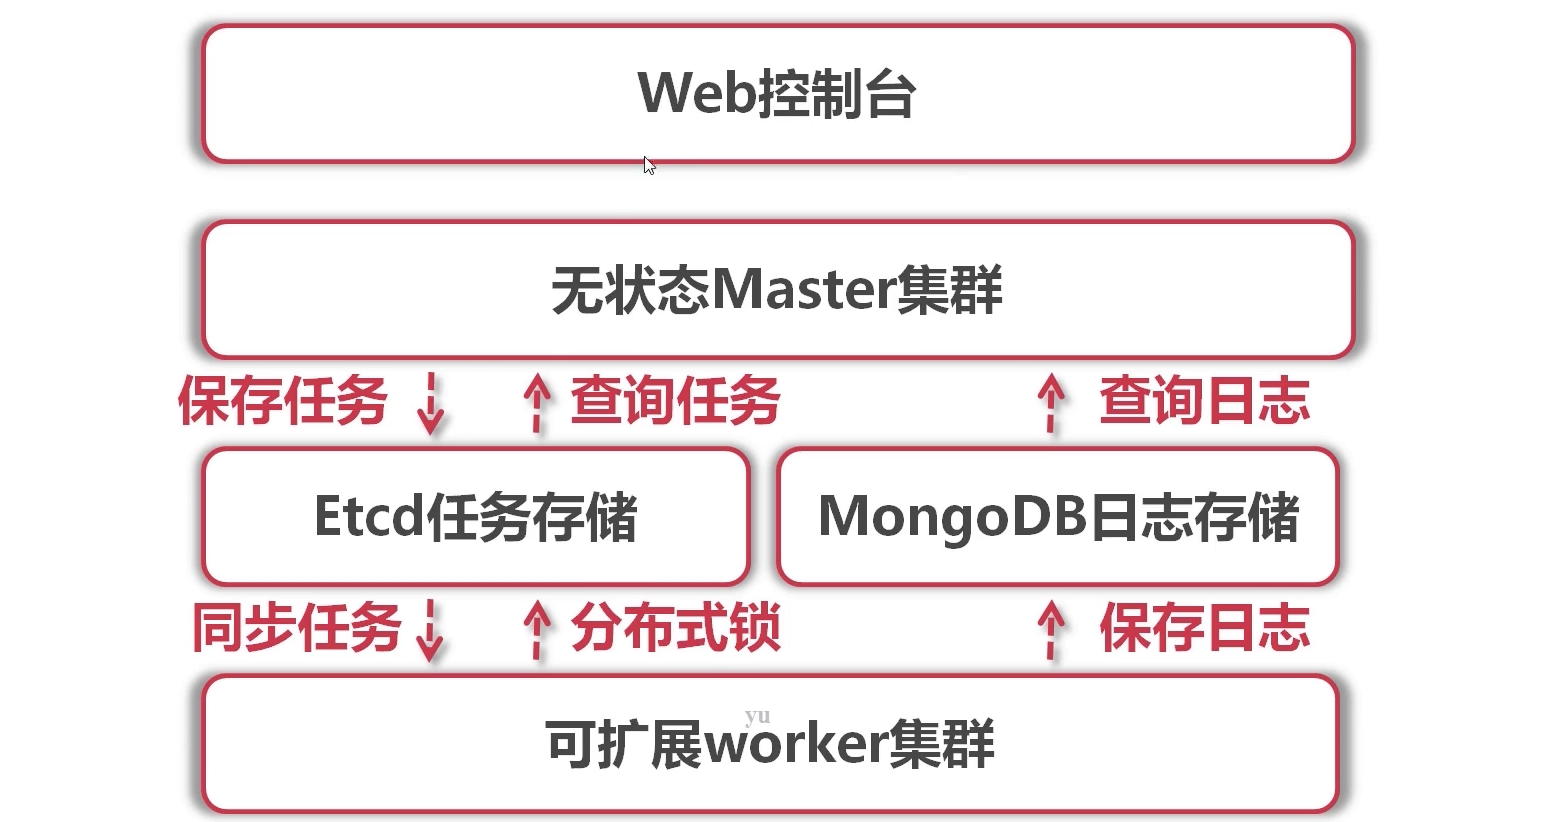 Web控制台
无状态Master集群
保存任务 查询任务 查询日志
Etcd任务存储 MongoDB日志存储
同步任务 分布式锁 保存日志
yu
可扩展worker集群